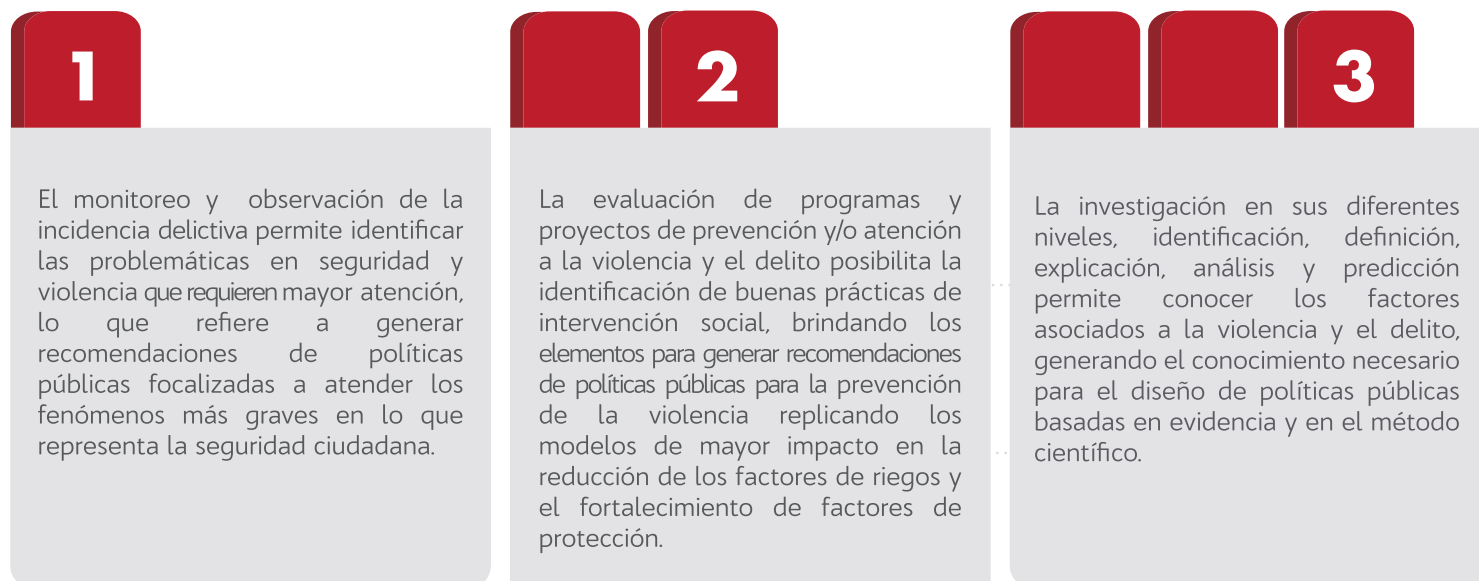 1
El monitoreo y observación de la
incidencia delictiva permite identificar
las problemáticas en seguridad y
violencia que requieren mayor atención,
lo que refiere a generar
recomendaciones de políticas
públicas focalizadas a atender los
fenómenos más graves en lo que
representa la seguridad ciudadana.
2
La evaluación de programas y
proyectos de prevención y/o atención
a la violencia y el delito posibilita la
identificación de buenas prácticas de
intervención social, brindando los
elementos para generar recomendaciones
de políticas públicas para la prevención
de la violencia replicando los
modelos de mayor impacto en la
reducción de los factores de riegos y
el fortalecimiento de factores de
protección.
3
La investigación en sus diferentes
niveles, identificación, definición,
explicación, análisis y predicción
permite conocer los factores
asociados a la violencia y el delito,
generando el conocimiento necesario
para el diseño de políticas públicas
basadas en evidencia y en el método
científico.